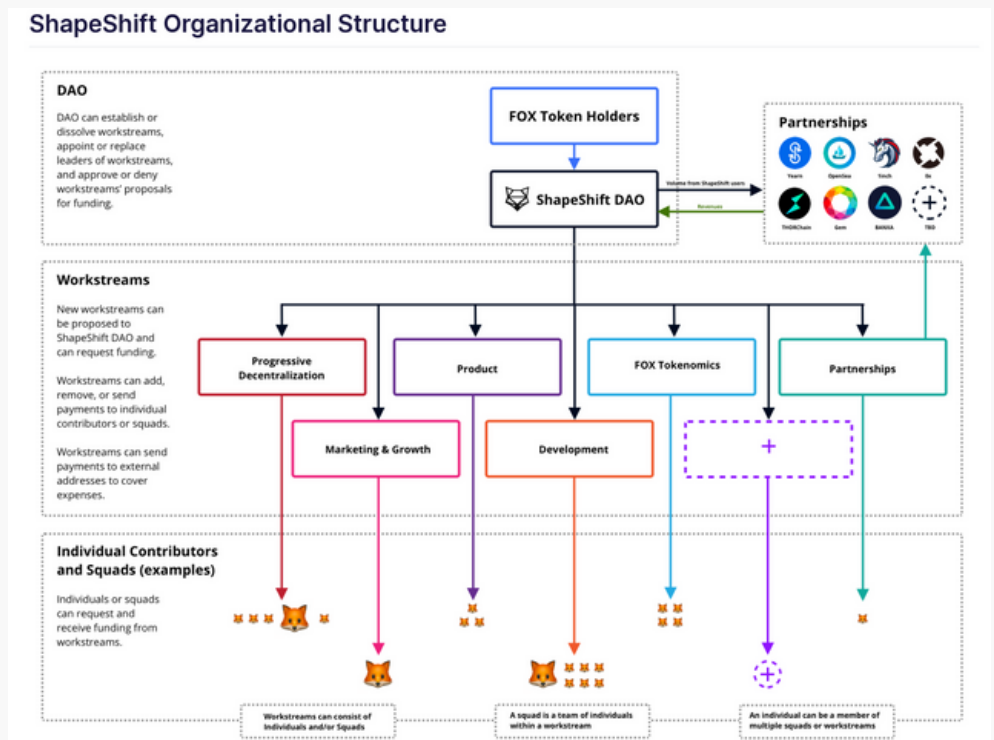 ShapeShift Organizational Structure
DAO
DAO can establish or
dissolve workstreams,
appoint or replace
leaders of workstreams,
and approve or deny
workstreams' proposals
for funding.
FOX Token Holders
ShapeShift DAO
Volume from ShapeShift users
Revenues
Partnerships
Yearn
OpenSea
1inch
0x
THORChain
Gem
BANXA
TBD
Workstreams
New workstreams can
be proposed to
ShapeShift DAO and
can request funding.
Workstreams can add,
remove, or send
payments to individual
contributors or squads.
Workstreams can send
payments to external
addresses to cover
expenses.
Progressive
Decentralization
Product
FOX Tokenomics
Partnerships
Marketing & Growth
Development
+
Individual Contributors
and Squads (examples)
Individuals or squads
can request and
receive funding from
workstreams.
Workstreams can consist of
Individuals and/or Squads
A squad is a team of individuals
within a workstream
An individual can be a member of
multiple squads or workstreams